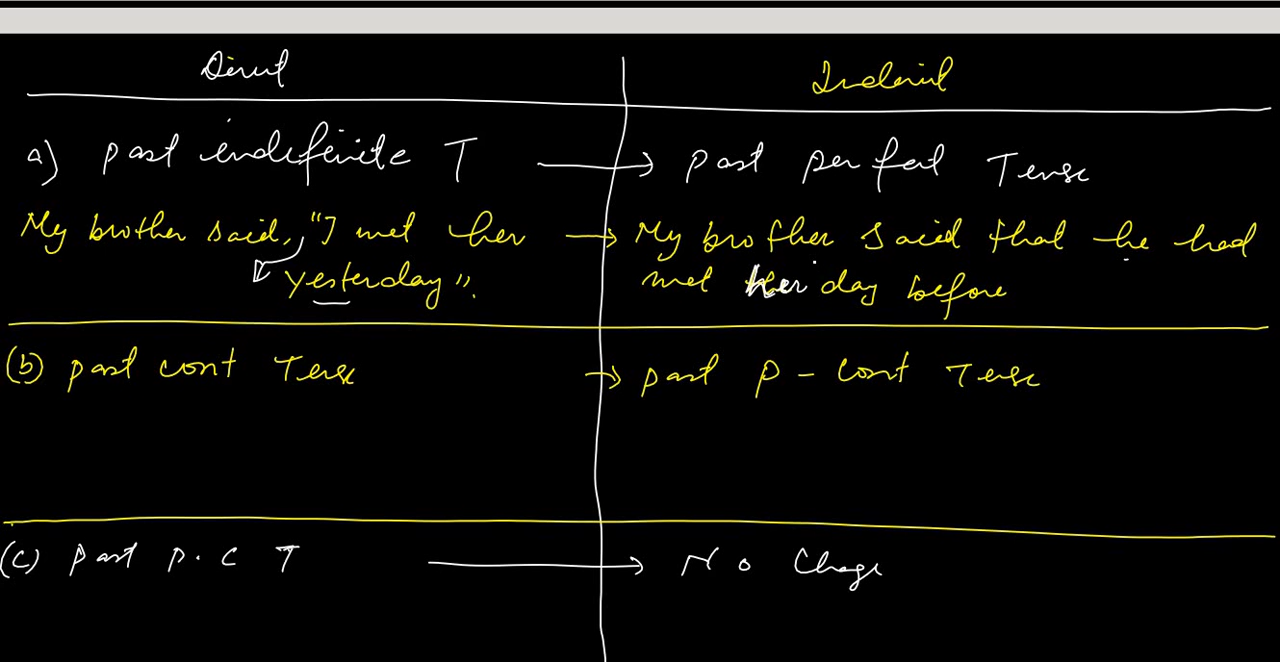 Direct
Indirect
a) past indefinite T → past perfect Tense
My brother said, "I met her → My brother said that he had
yesterday".
met her day before
(b) past cont Tense → past p - cont Tense
(c) past p. C T → No Change